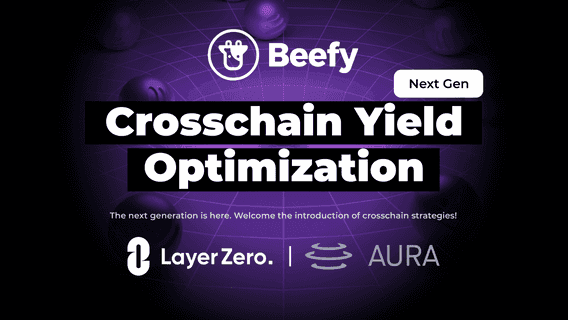 Beefy
Next Gen
Crosschain Yield
Optimization
The next generation is here. Welcome the introduction of crosschain strategies!
LayerZero. | AURA